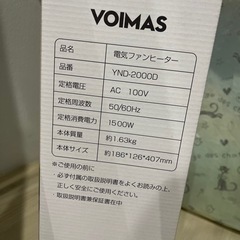 VOIMAS
品名 電気ファンヒーター
品番 YND-2000D
定格電圧 AC 100V
定格周波数 50/60Hz
定格消費電力 1500W
本体質量 約1.63kg
本体サイズ 約186*126*407mm
※ご使用の前に
必ず付属の取扱説明書をよくお読みの上、
正しく安全にご使用ください。
※取扱説明書兼保証書在中